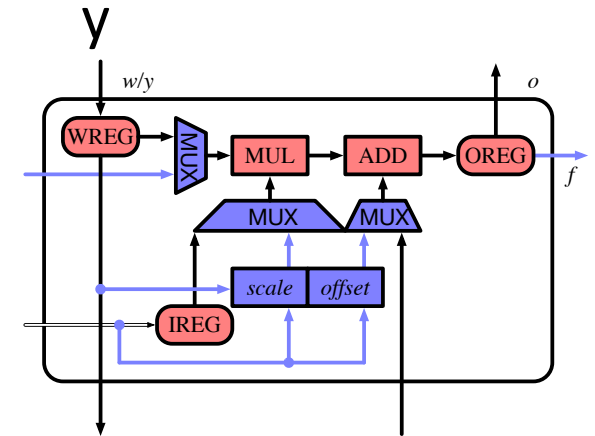 y
w/y
o
WREG
MUX
MUL
ADD
OREG
f
MUX
MUX
scale
offset
IREG